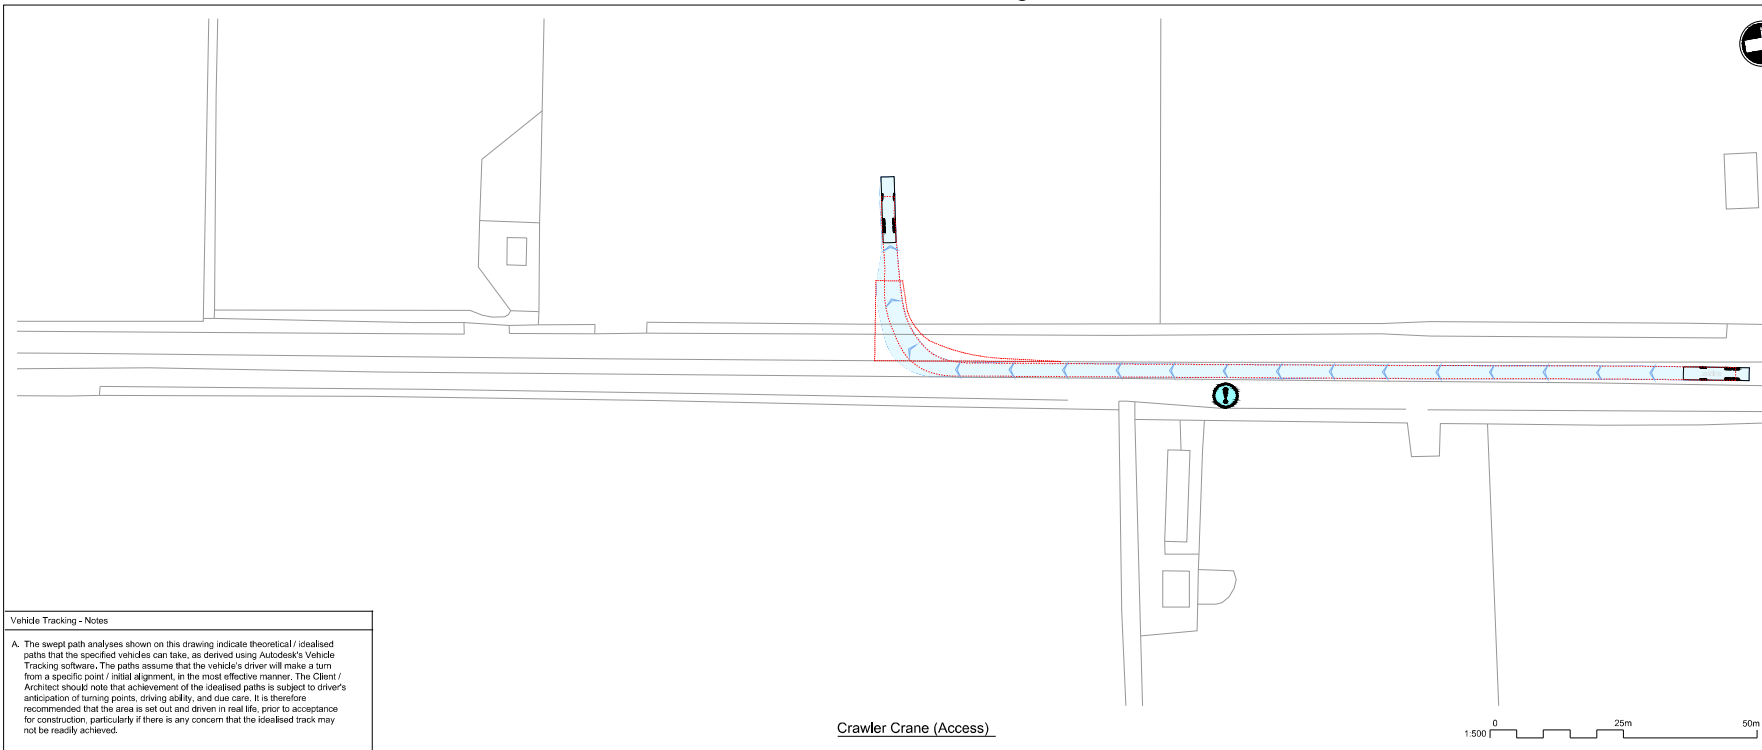 Vehicle Tracking - Notes
A. The swept path analyses shown on this drawing indicate theoretical / idealised
paths that the specified vehicles can take, as derived using Autodesk's Vehicle
Tracking software. The paths assume that the vehicle's driver will make a turn
from a specific point / initial alignment, in the most effective manner. The Client /
Architect should note that achievement of the idealised paths is subject to driver's
anticipation of turning points, driving ability, and due care. It is therefore
recommended that the area is set out and driven in real life, prior to acceptance
for construction, particularly if there is any concern that the idealised track may
not be readily achieved.
Crawler Crane (Access)
0 25m 50m
1:500